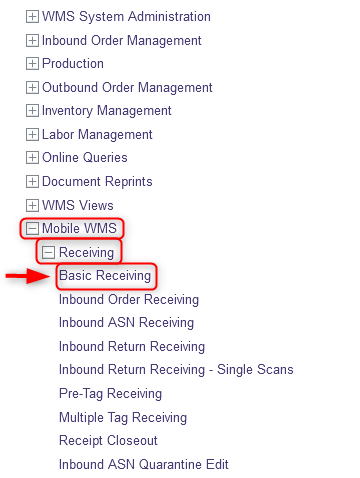 WMS System Administration
Inbound Order Management
Production
Outbound Order Management
Inventory Management
Labor Management
Online Queries
Document Reprints
WMS Views
Mobile WMS
Receiving
Basic Receiving
Inbound Order Receiving
Inbound ASN Receiving
Inbound Return Receiving
Inbound Return Receiving - Single Scans
Pre-Tag Receiving
Multiple Tag Receiving
Receipt Closeout
Inbound ASN Quarantine Edit